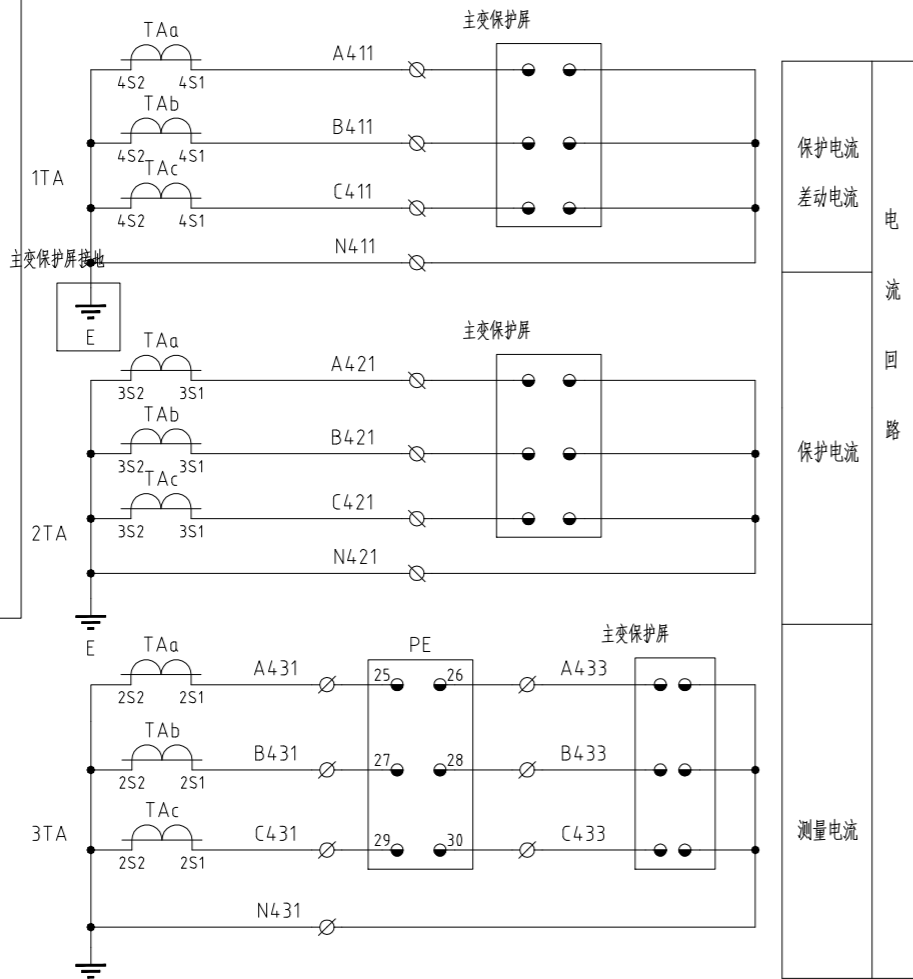 主变保护屏
TAa
A411
4S2 4S1
TAb
B411
4S2 4S1
TAc
C411
4S2 4S1
1TA
N411
主变保护屏接地
E
保护电流
差动电流
主变保护屏
TAa
A421
3S2 3S1
TAb
B421
3S2 3S1
TAc
C421
3S2 3S1
2TA
N421
E
保护电流
主变保护屏
PE
TAa
A431
25 26
A433
2S2 2S1
TAb
B431
27 28
B433
2S2 2S1
TAc
C431
29 30
C433
2S2 2S1
3TA
N431
测量电流
电
流
回
路